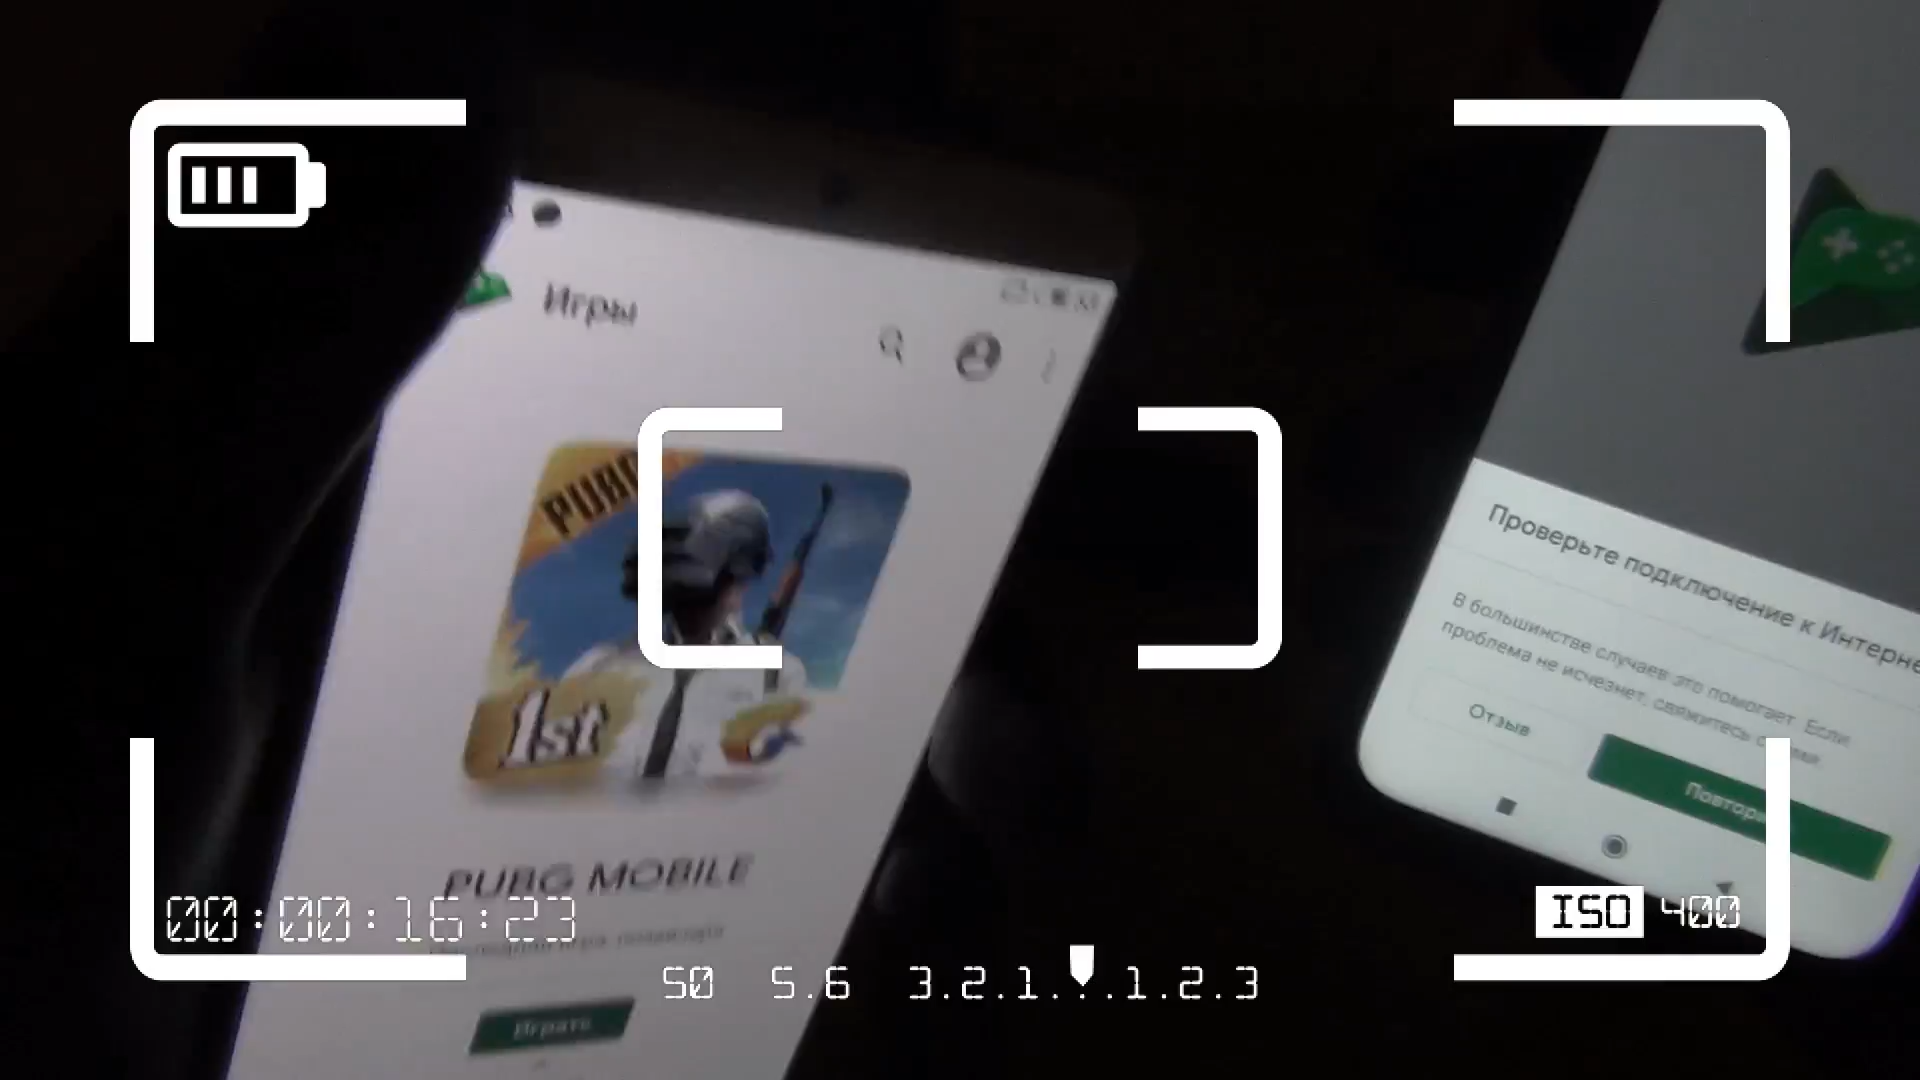 Игры
PUBG
1st
PUBG MOBILE
Играть
Проверьте подключение к Интерне
В большинстве случаев это помогает. Если
проблема не исчезнет, свяжитесь с
Отзыв
Повтори
00:00:16:23
50 5.6 3.2.1.:.1.2.3
ISO 400